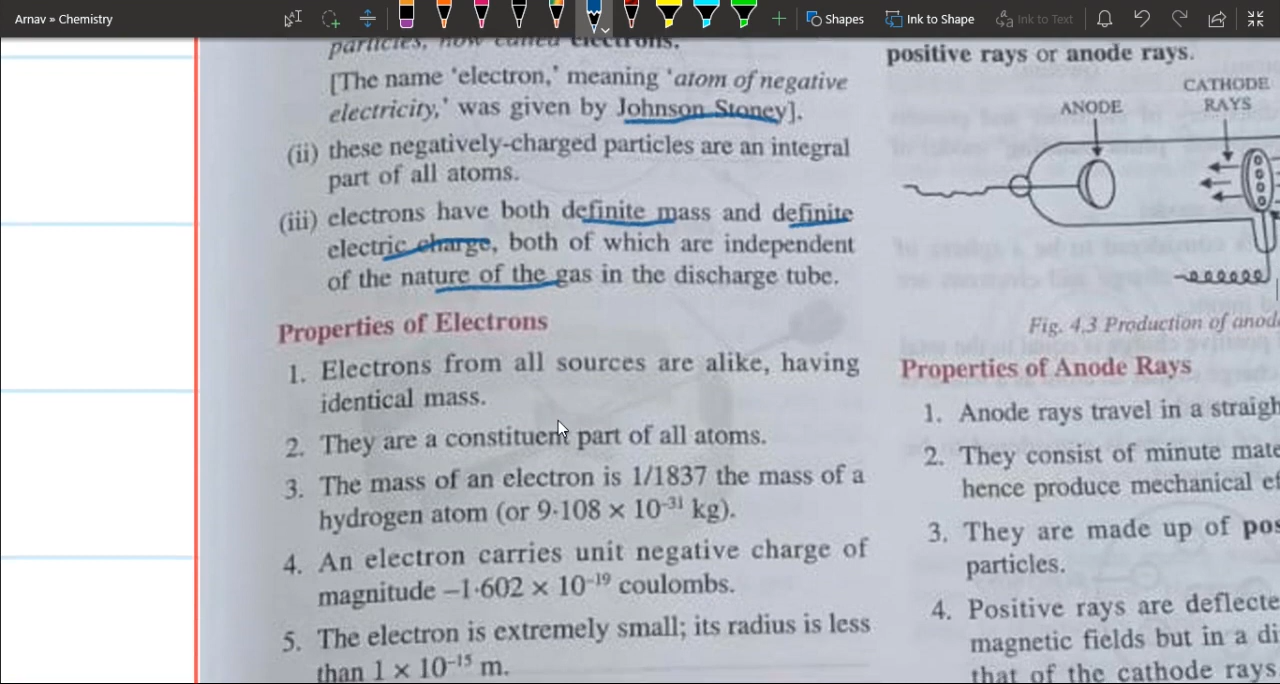 Arnav » Chemistry
Shapes
Ink to Shape
Ink to Text
particles, now called electrons.
[The name 'electron,' meaning 'atom of negative
electricity,' was given by Johnson Stoney].
(ii) these negatively-charged particles are an integral
part of all atoms.
(iii) electrons have both definite mass and definite
electric charge, both of which are independent
of the nature of the gas in the discharge tube.
Properties of Electrons
1. Electrons from all sources are alike, having
identical mass.
2. They are a constituent part of all atoms.
3. The mass of an electron is 1/1837 the mass of a
hydrogen atom (or 9·108 × 10⁻³¹ kg).
4. An electron carries unit negative charge of
magnitude –1·602 × 10⁻¹⁹ coulombs.
5. The electron is extremely small; its radius is less
than 1 × 10⁻¹⁵ m.
positive rays or anode rays.
CATHODE
ANODE RAYS
Fig. 4.3 Production of anod
Properties of Anode Rays
1. Anode rays travel in a straigh
2. They consist of minute mate
hence produce mechanical ef
3. They are made up of pos
particles.
4. Positive rays are deflecte
magnetic fields but in a di
that of the cathode rays